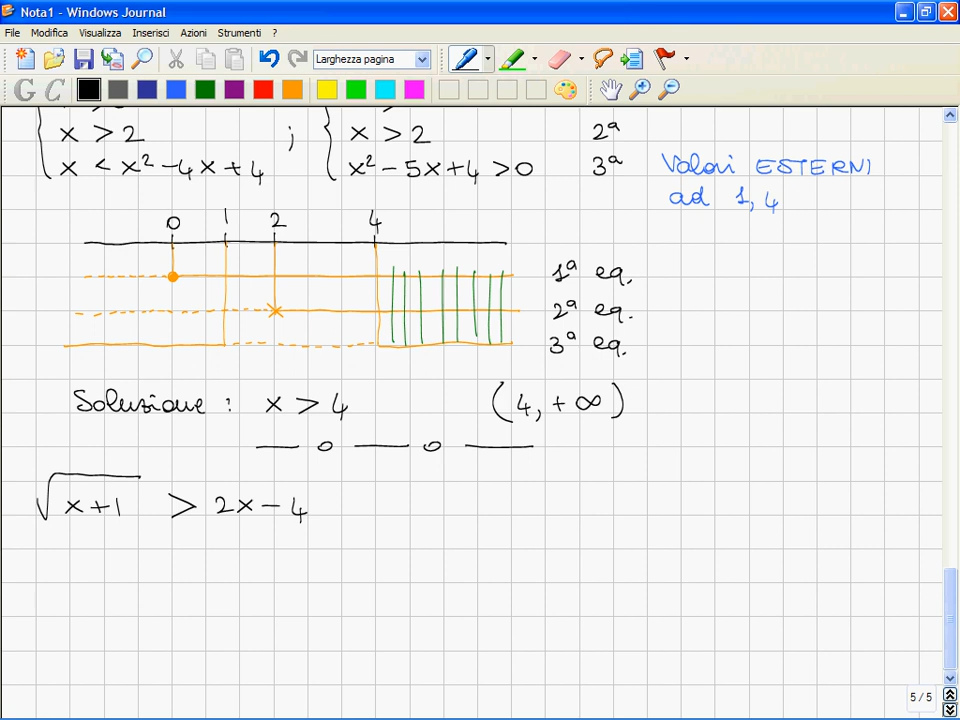 Nota1 - Windows Journal
File Modifica Visualizza Inserisci Azioni Strumenti ?
Larghezza pagina
x > 2 ; x > 2 2ª
x < x² - 4x + 4 x² - 5x + 4 > 0 3ª Valori ESTERNI
ad 1, 4
0 1 2 4
1ª eq.
2ª eq.
3ª eq.
Soluzione : x > 4 (4, +∞)
— o — o —
√x+1 > 2x - 4
5 / 5